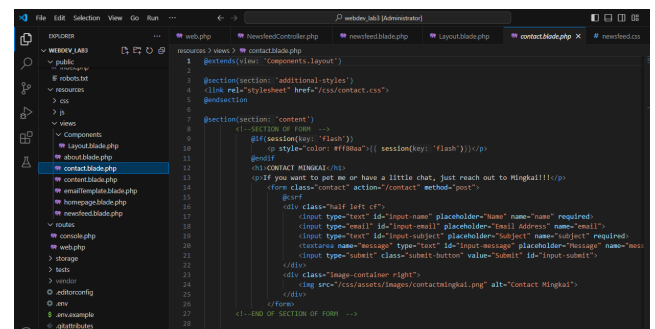 File Edit Selection View Go Run ... webdev_lab3 [Administrator]
EXPLORER ...
WEBDEV_LAB3
public
robots.txt
resources
css
js
views
Components
Layout.blade.php
about.blade.php
contact.blade.php
content.blade.php
emailTemplate.blade.php
homepage.blade.php
newsfeed.blade.php
routes
console.php
web.php
storage
tests
vendor
.editorconfig
.env
.env.example
.gitattributes
web.php NewsfeedController.php newsfeed.blade.php Layout.blade.php contact.blade.php newsfeed.css
resources > views > contact.blade.php
1 @extends(view: 'Components.layout')
2
3 @section(section: 'additional-styles')
4 <link rel="stylesheet" href="/css/contact.css">
5 @endsection
6
7 @section(section: 'content')
8 <!--SECTION OF FORM -->
9 @if(session(key: 'flash'))
10 <p style="color: #ff80aa">{{ session(key: 'flash')}}</p>
11 @endif
12 <h1>CONTACT MINGKAI</h1>
13 <p>If you want to pet me or have a little chat, just reach out to Mingkai!!!</p>
14 <form class="contact" action="/contact" method="post">
15 @csrf
16 <div class="half left cf">
17 <input type="text" id="input-name" placeholder="Name" name="name" required>
18 <input type="email" id="input-email" placeholder="Email Address" name="email">
19 <input type="text" id="input-subject" placeholder="Subject" name="subject" required>
20 <textarea name="message" type="text" id="input-message" placeholder="Message" name="mess
21 <input type="submit" class="submit-button" value="Submit" id="input-submit">
22 </div>
23 <div class="image-container right">
24 <img src="/css/assets/images/contactmingkai.png" alt="Contact Mingkai">
25 </div>
26 </form>
27 <!--END OF SECTION OF FORM -->
28